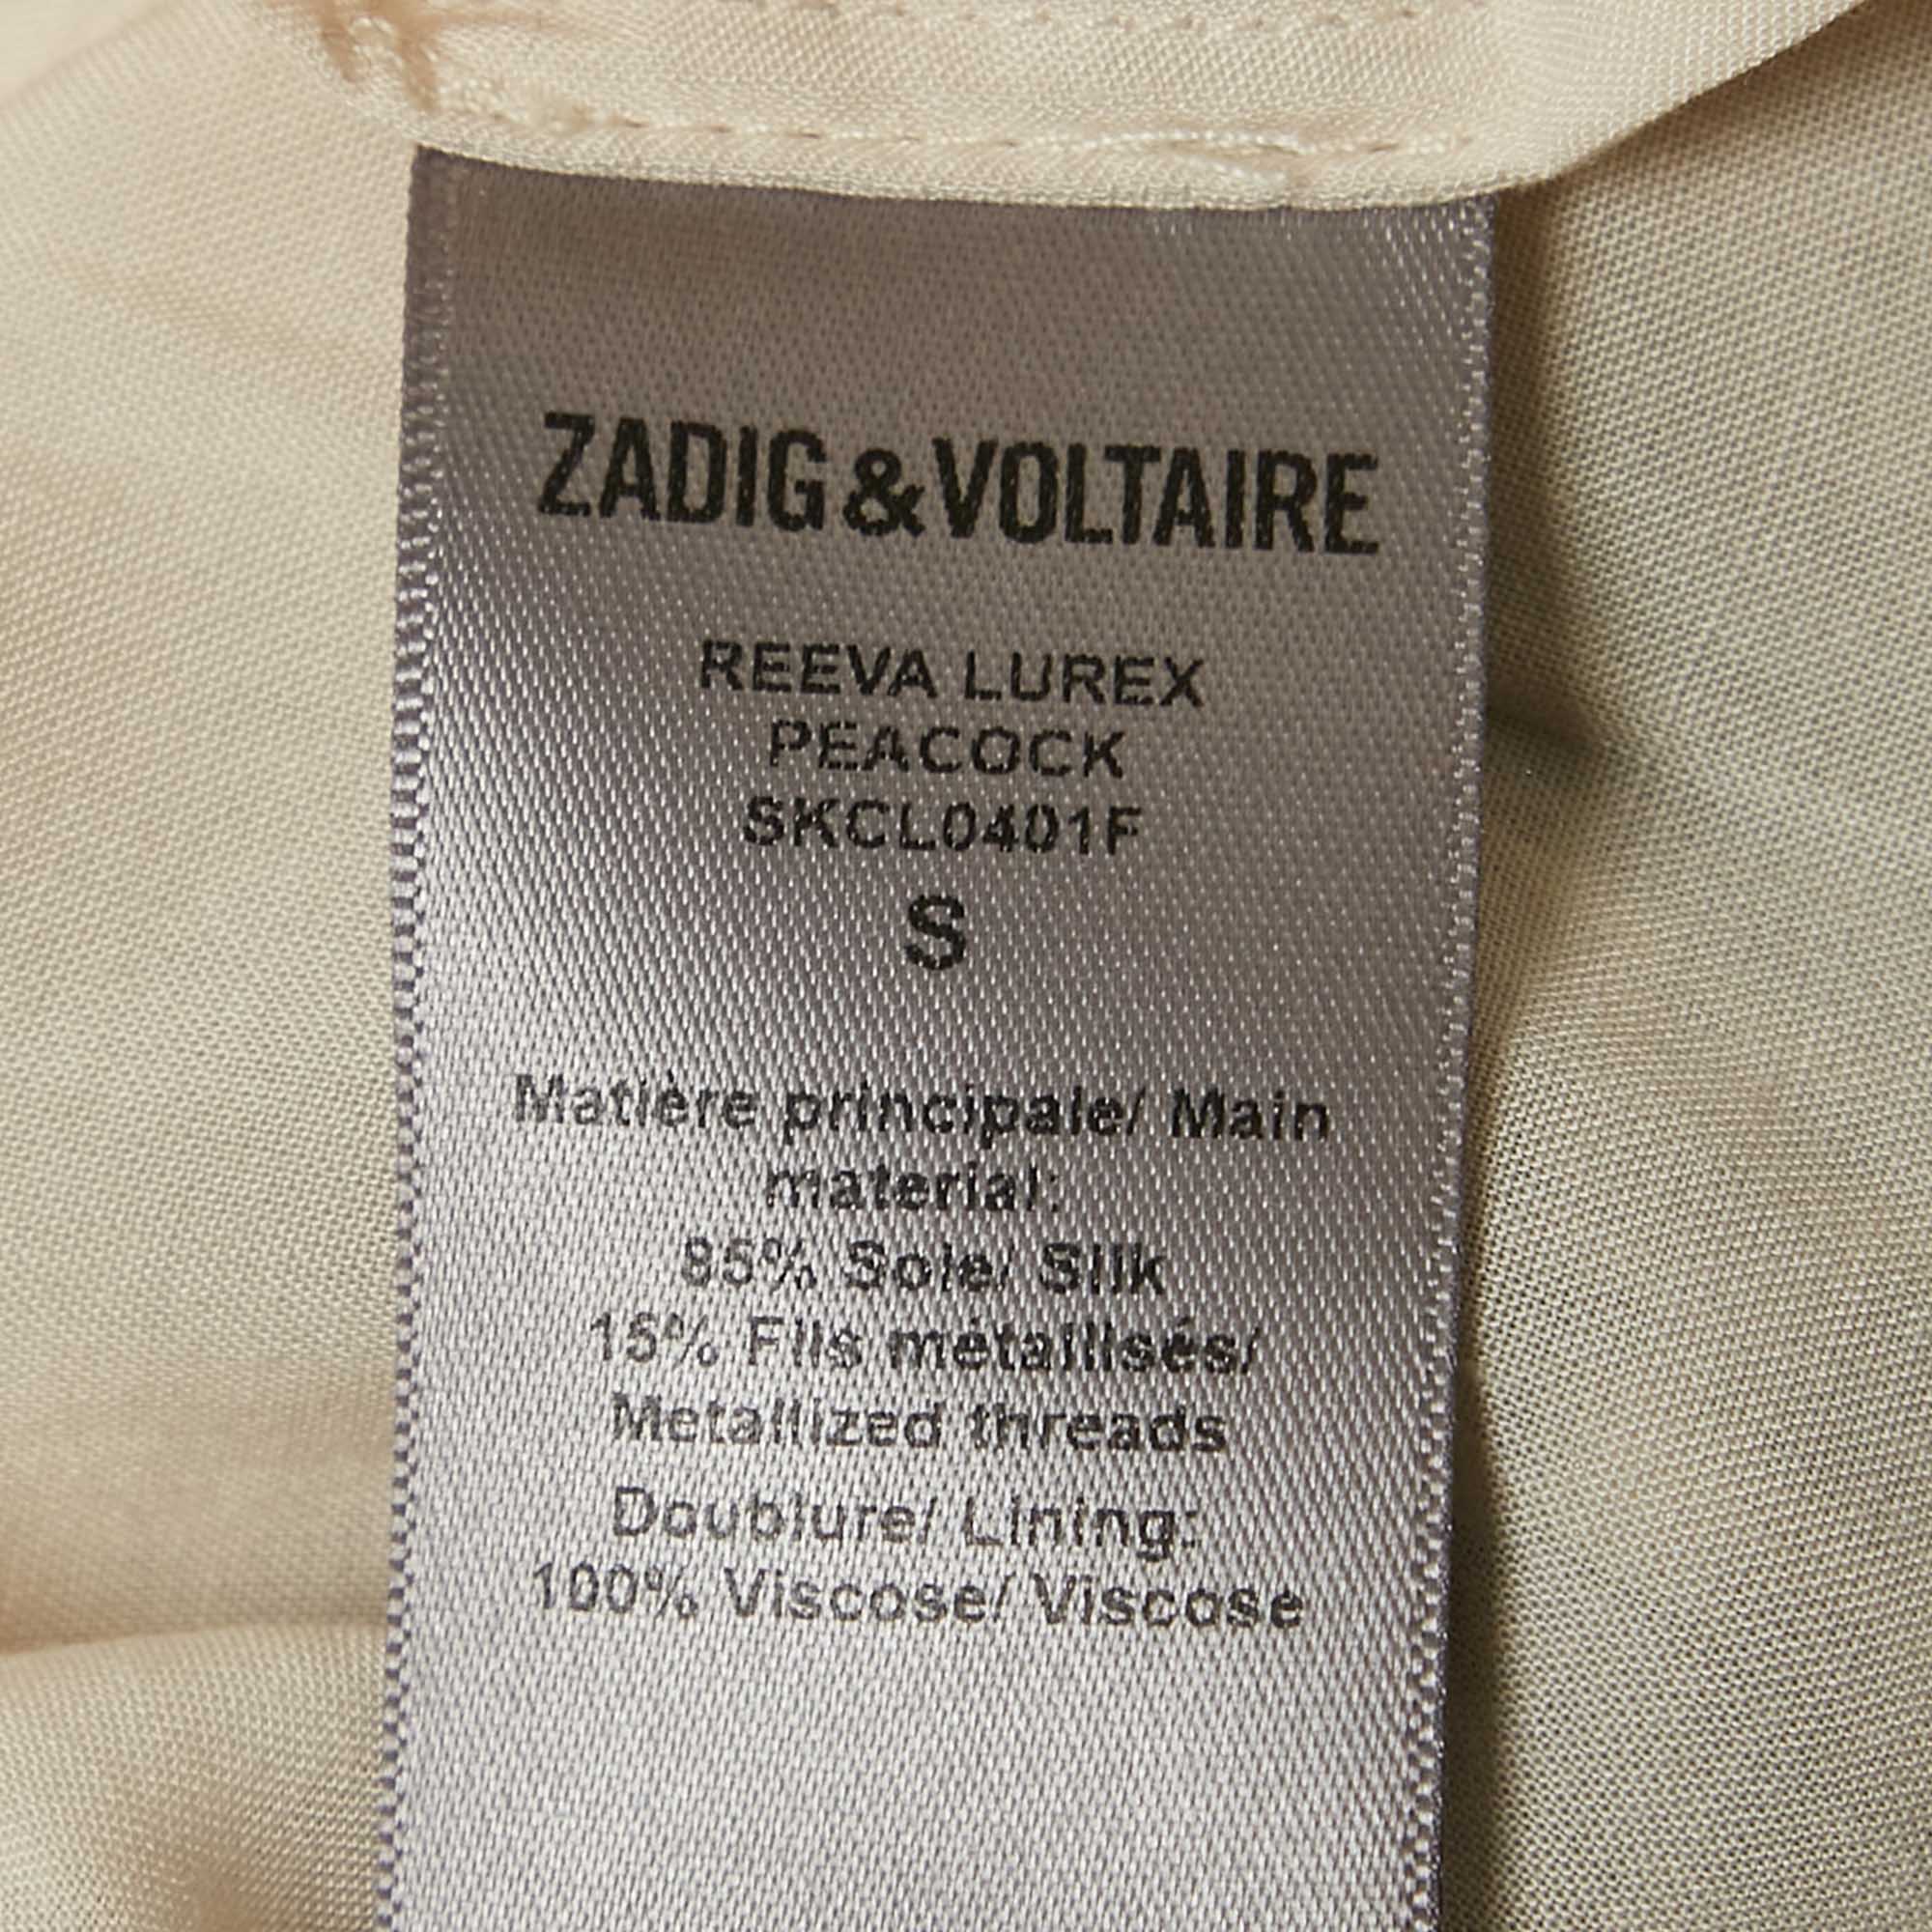 ZADIG&VOLTAIRE
REEVA LUREX
PEACOCK
SKCL0401F
S
Matière principale/ Main
material:
85% Soie/ Silk
15% Fils métallisés/
Metallized threads
Doublure/ Lining:
100% Viscose/ Viscose